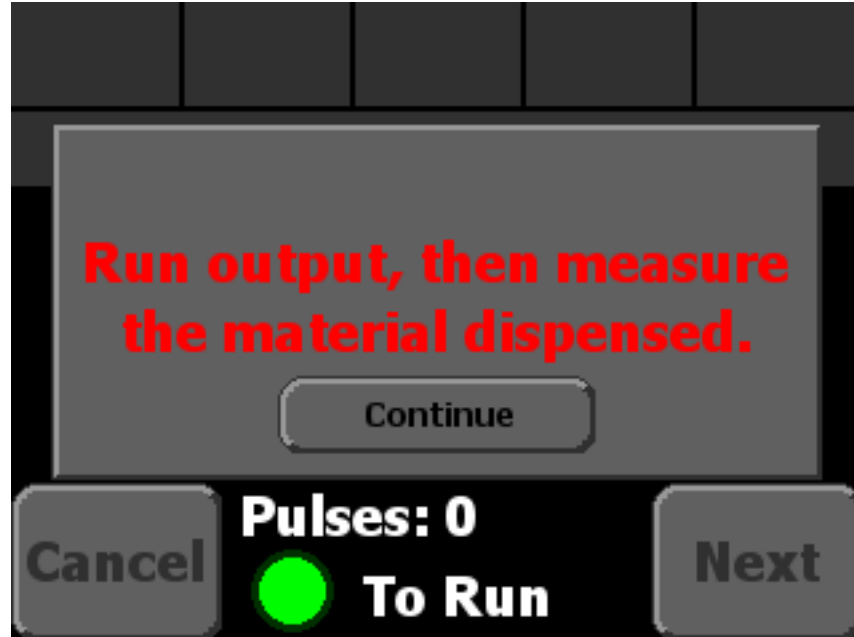 Run output, then measure
the material dispensed.
Continue
Pulses: 0
Cancel
Next
To Run